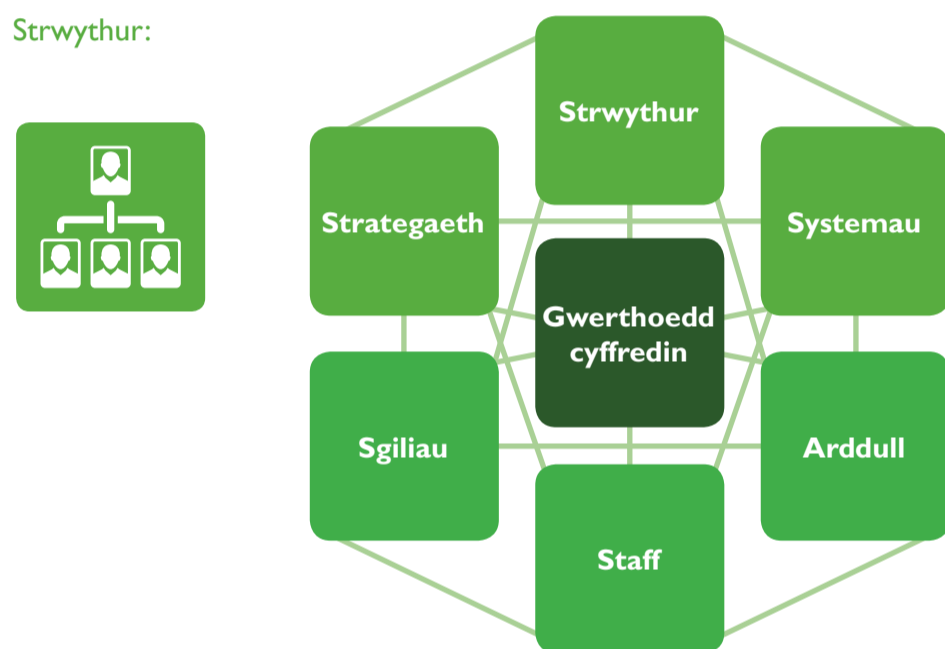 Strwythur:
Strwythur
Strategaeth
Systemau
Gwerthoedd
cyffredin
Sgiliau
Arddull
Staff